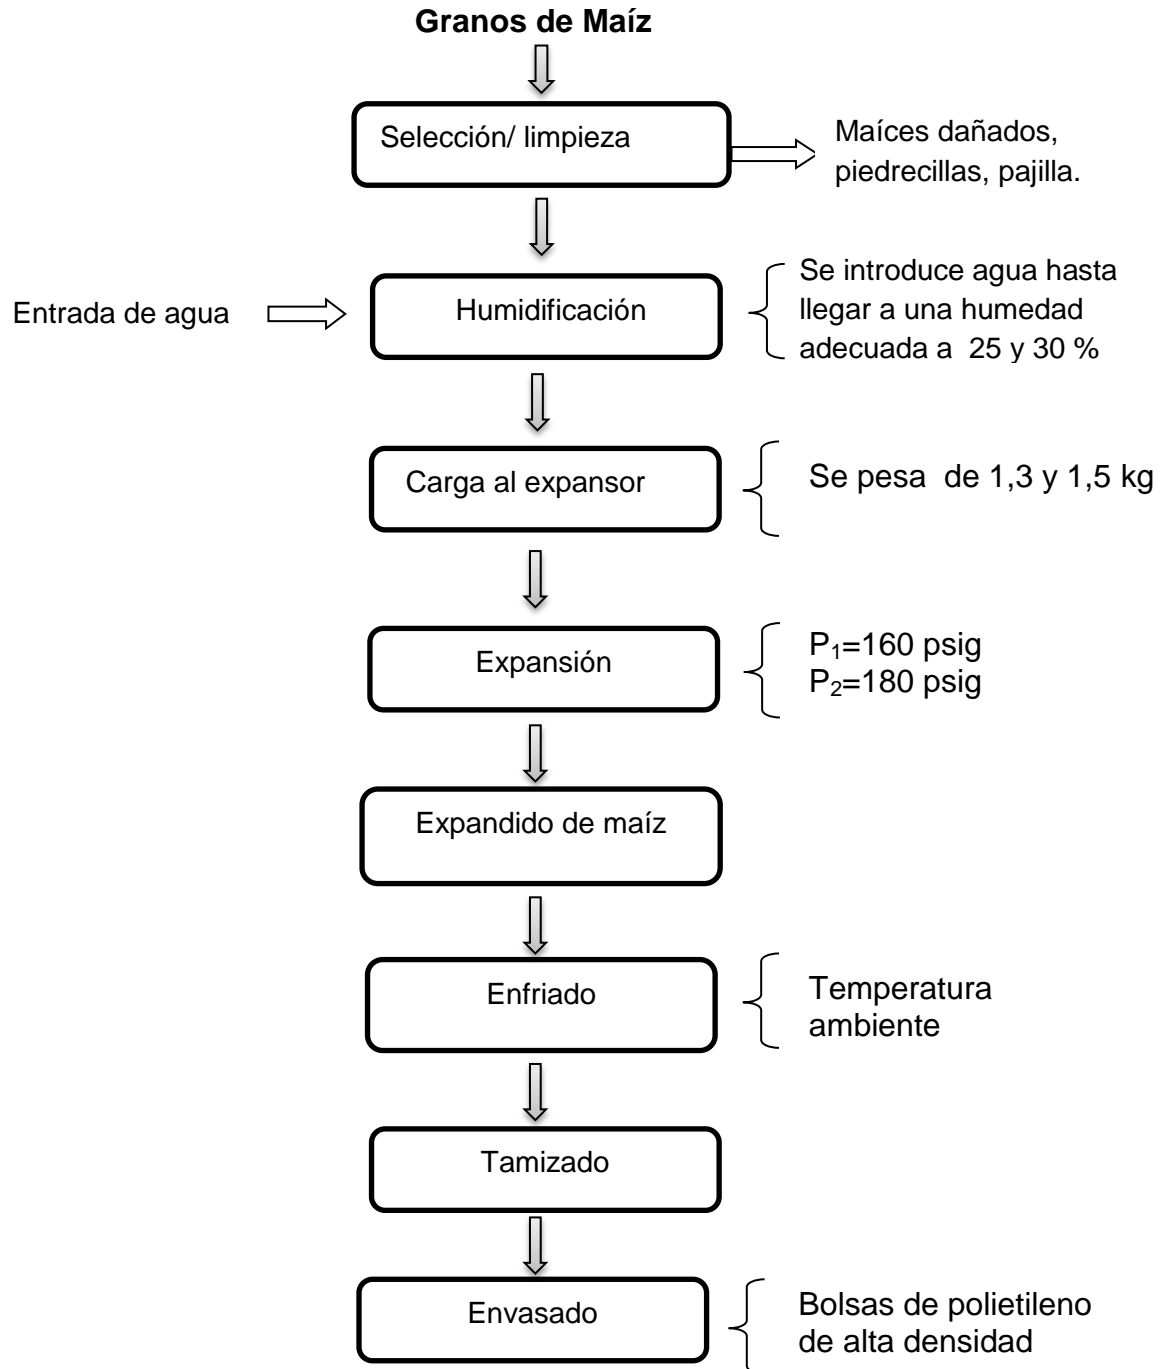 Granos de Maíz
Selección/ limpieza
Maíces dañados,
piedrecillas, pajilla.
Entrada de agua
Humidificación
Se introduce agua hasta
llegar a una humedad
adecuada a 25 y 30 %
Carga al expansor
Se pesa de 1,3 y 1,5 kg
Expansión
P₁=160 psig
P₂=180 psig
Expandido de maíz
Enfriado
Temperatura
ambiente
Tamizado
Envasado
Bolsas de polietileno
de alta densidad